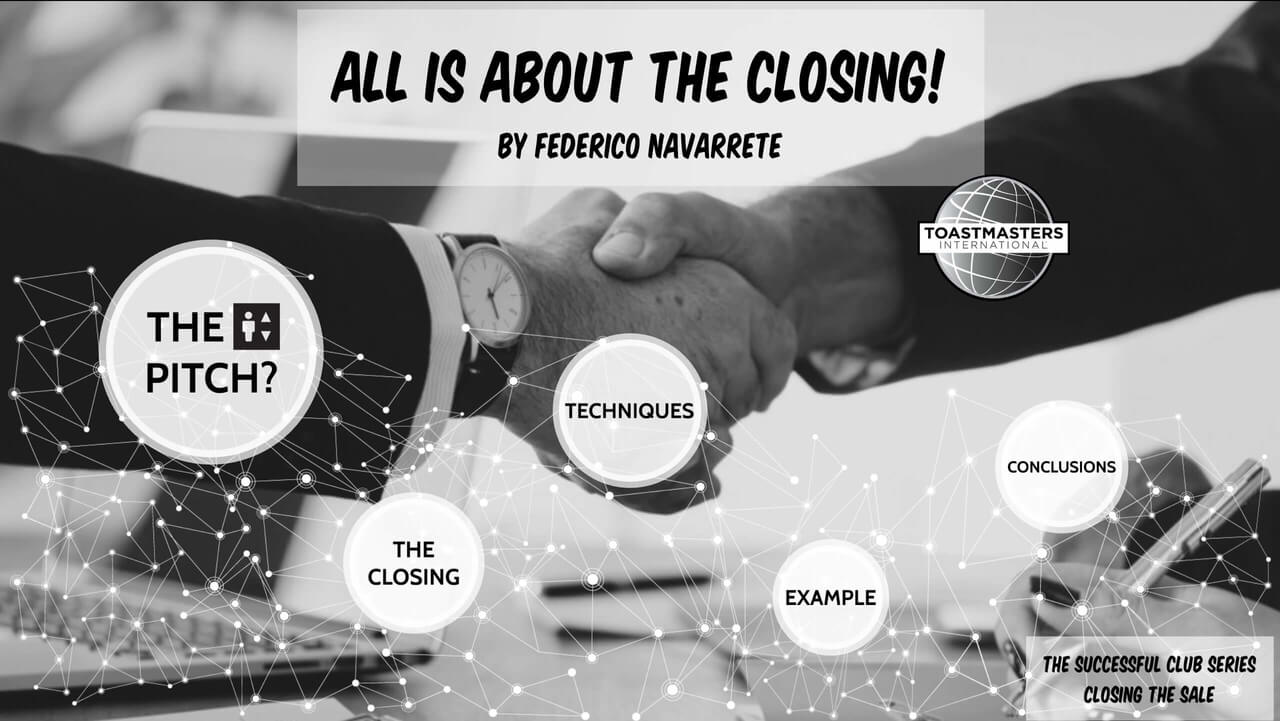 ALL IS ABOUT THE CLOSING!
BY FEDERICO NAVARRETE
TOASTMASTERS
INTERNATIONAL
THE
PITCH?
TECHNIQUES
CONCLUSIONS
THE
CLOSING
EXAMPLE
THE SUCCESSFUL CLUB SERIES
CLOSING THE SALE